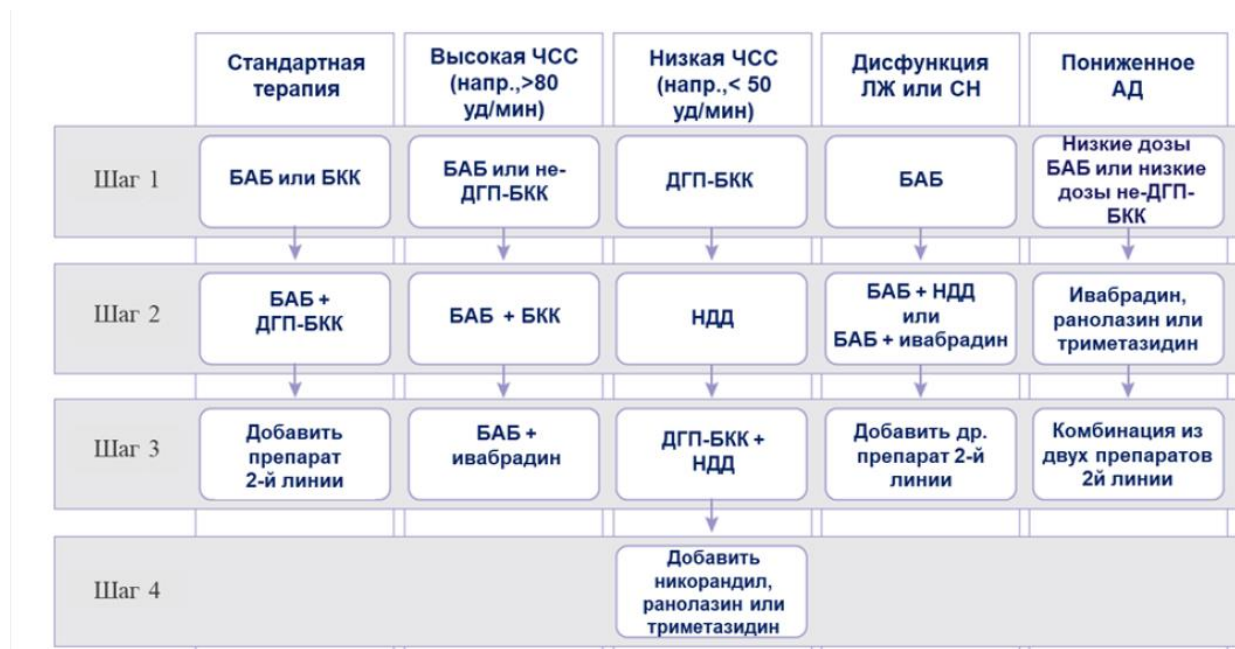 Стандартная
терапия
Высокая ЧСС
(напр.,>80
уд/мин)
Низкая ЧСС
(напр.,< 50
уд/мин)
Дисфункция
ЛЖ или СН
Пониженное
АД
Шаг 1
БАБ или БКК
БАБ или не-
ДГП-БКК
ДГП-БКК
БАБ
Низкие дозы
БАБ или низкие
дозы не-ДГП-
БКК
Шаг 2
БАБ +
ДГП-БКК
БАБ + БКК
НДД
БАБ + НДД
или
БАБ + ивабрадин
Ивабрадин,
ранолазин или
триметазидин
Шаг 3
Добавить
препарат
2-й линии
БАБ +
ивабрадин
ДГП-БКК +
НДД
Добавить др.
препарат 2-й
линии
Комбинация из
двух препаратов
2й линии
Шаг 4
Добавить
никорандил,
ранолазин или
триметазидин